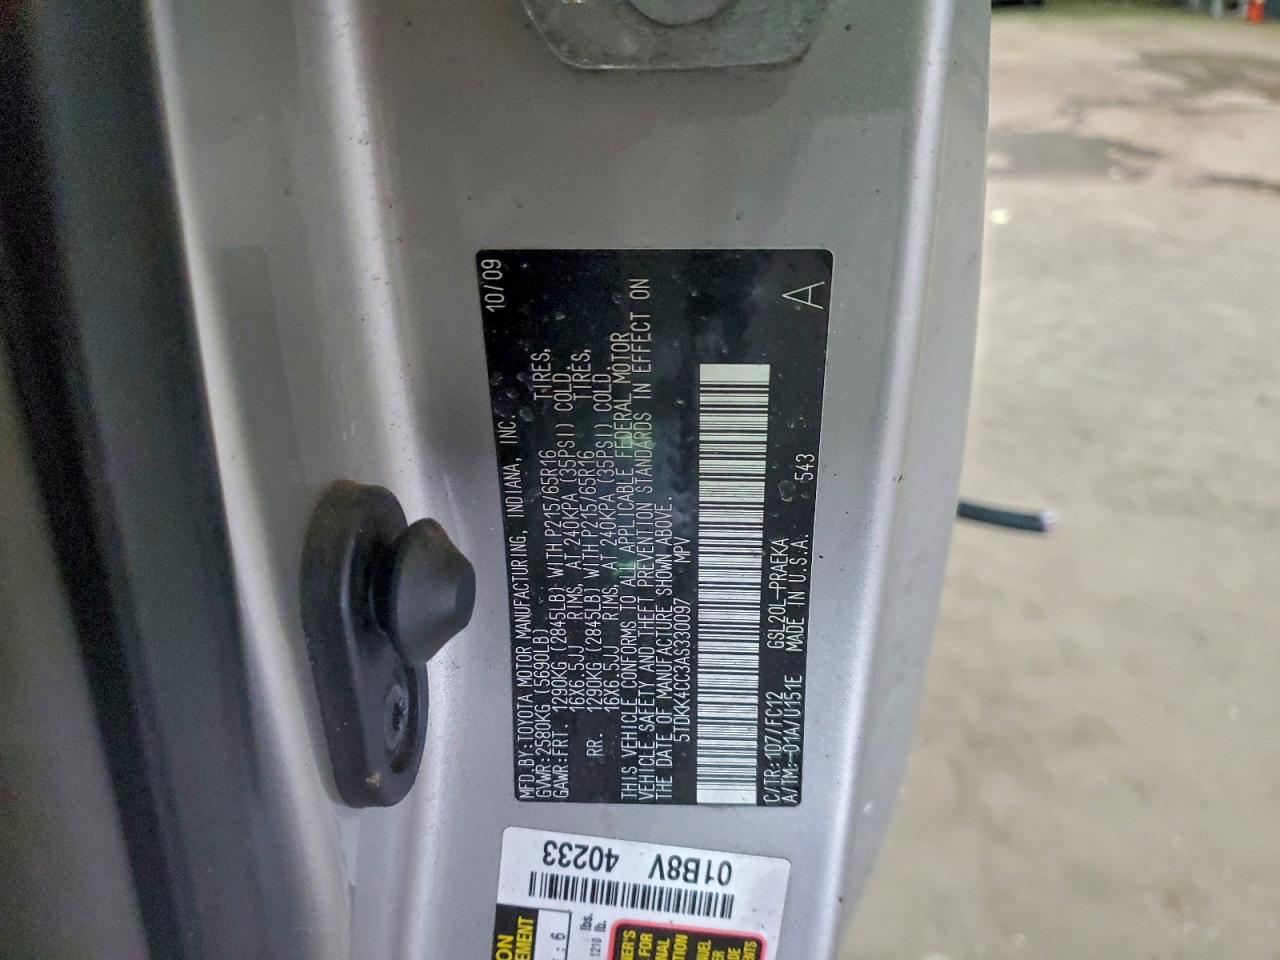 MFD.BY:TOYOTA MOTOR MANUFACTURING, INDIANA, INC. 10/09
GVWR:2580KG (5690LB)
GAWR:FRT. 1290KG (2845LB) WITH P215/65R16 TIRES,
16X6.5JJ RIMS, AT 240KPA (35PSI) COLD.
RR. 1290KG (2845LB) WITH P215/65R16 TIRES,
16X6.5JJ RIMS, AT 240KPA (35PSI) COLD.
THIS VEHICLE CONFORMS TO ALL APPLICABLE FEDERAL MOTOR
VEHICLE SAFETY AND THEFT PREVENTION STANDARDS IN EFFECT ON
THE DATE OF MANUFACTURE SHOWN ABOVE.
5TDKK4CC3AS330097 MPV
C/TR:1D7/FC12 GSL20L-PRAEKA
A/TM:-01A/U151E MADE IN U.S.A. 543
A
40233
01B8V
6
lbs.
1210 lb.